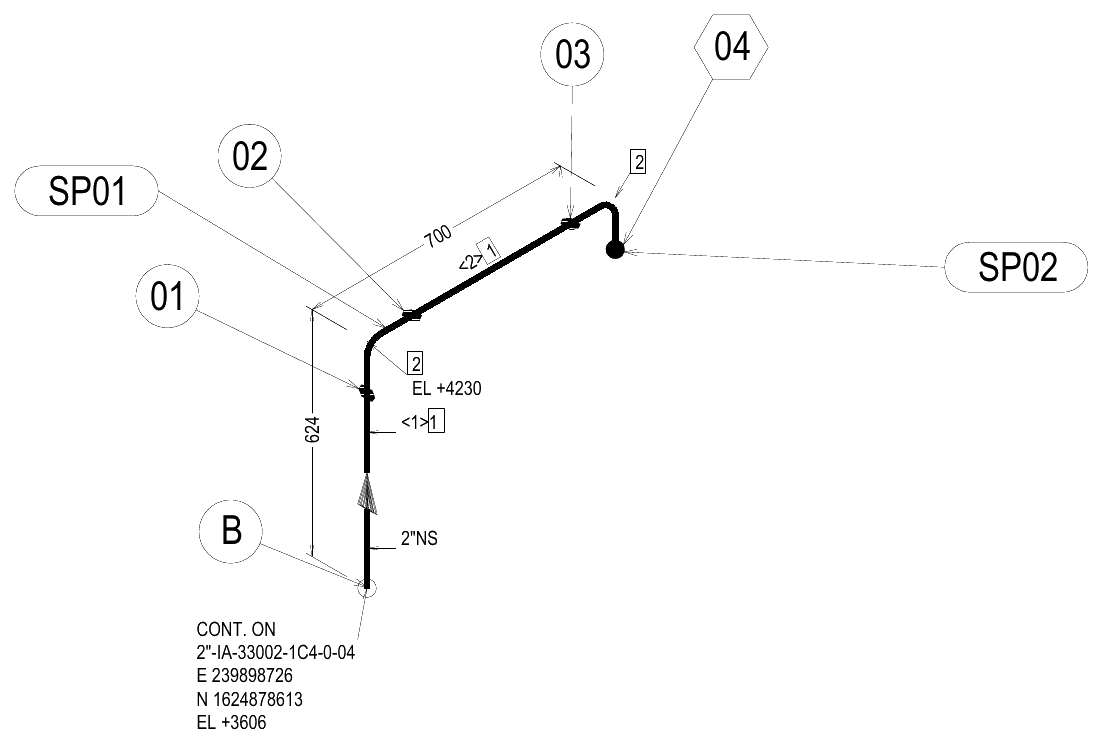 03
04
02
2
SP01
700
<2>1
SP02
01
2
EL +4230
<1>1
624
B
2"NS
CONT. ON
2"-IA-33002-1C4-0-04
E 239898726
N 1624878613
EL +3606